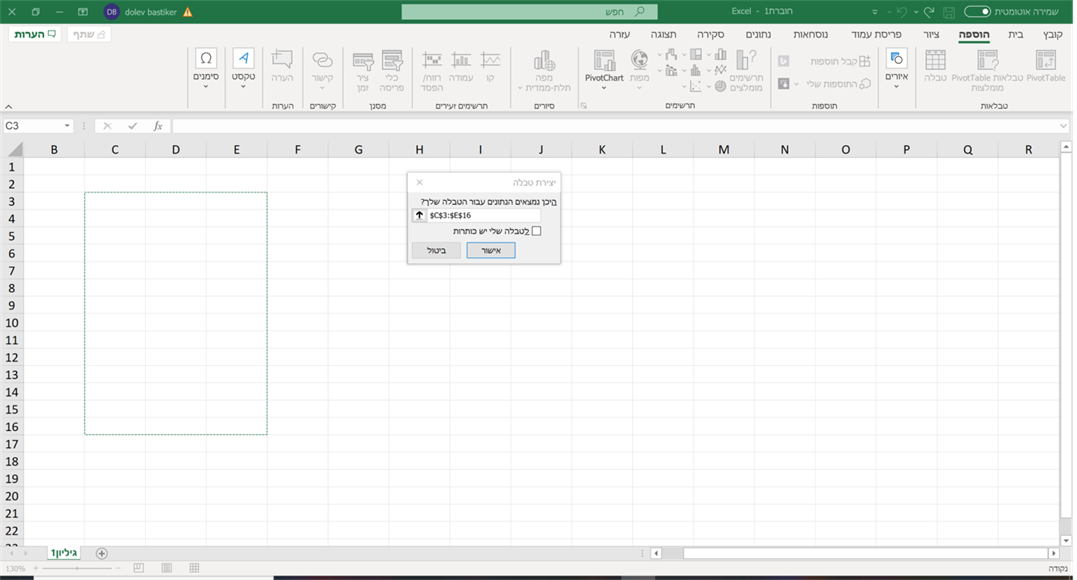 שמירה אוטומטית
חוברת1 - Excel
חפש
dolev bastiker
DB
קובץ
בית
הוספה
ציור
פריסת עמוד
נוסחאות
נתונים
סקירה
תצוגה
עזרה
שתף
הערות
PivotTable
טבלאות PivotTable
מומלצות
טבלה
טבלאות
איורים
קבל תוספות
התוספות שלי
תוספות
תרשימים
מומלצים
מפות
PivotChart
תרשימים
מפה
תלת-ממדית
סיורים
קו
עמודה
רווח/
הפסד
תרשימים זעירים
כלי
פריסה
ציר
זמן
מסנן
קישור
קישורים
הערה
הערות
טקסט
סימנים
C3
fx
B C D E F G H I J K L M N O P Q R
1
2
3
4
5
6
7
8
9
10
11
12
13
14
15
16
17
18
19
20
21
22
יצירת טבלה
היכן נמצאים הנתונים עבור הטבלה שלך?
$C$3:$E$16
לטבלה שלי יש כותרות
אישור
ביטול
גיליון1
נקודה
130%